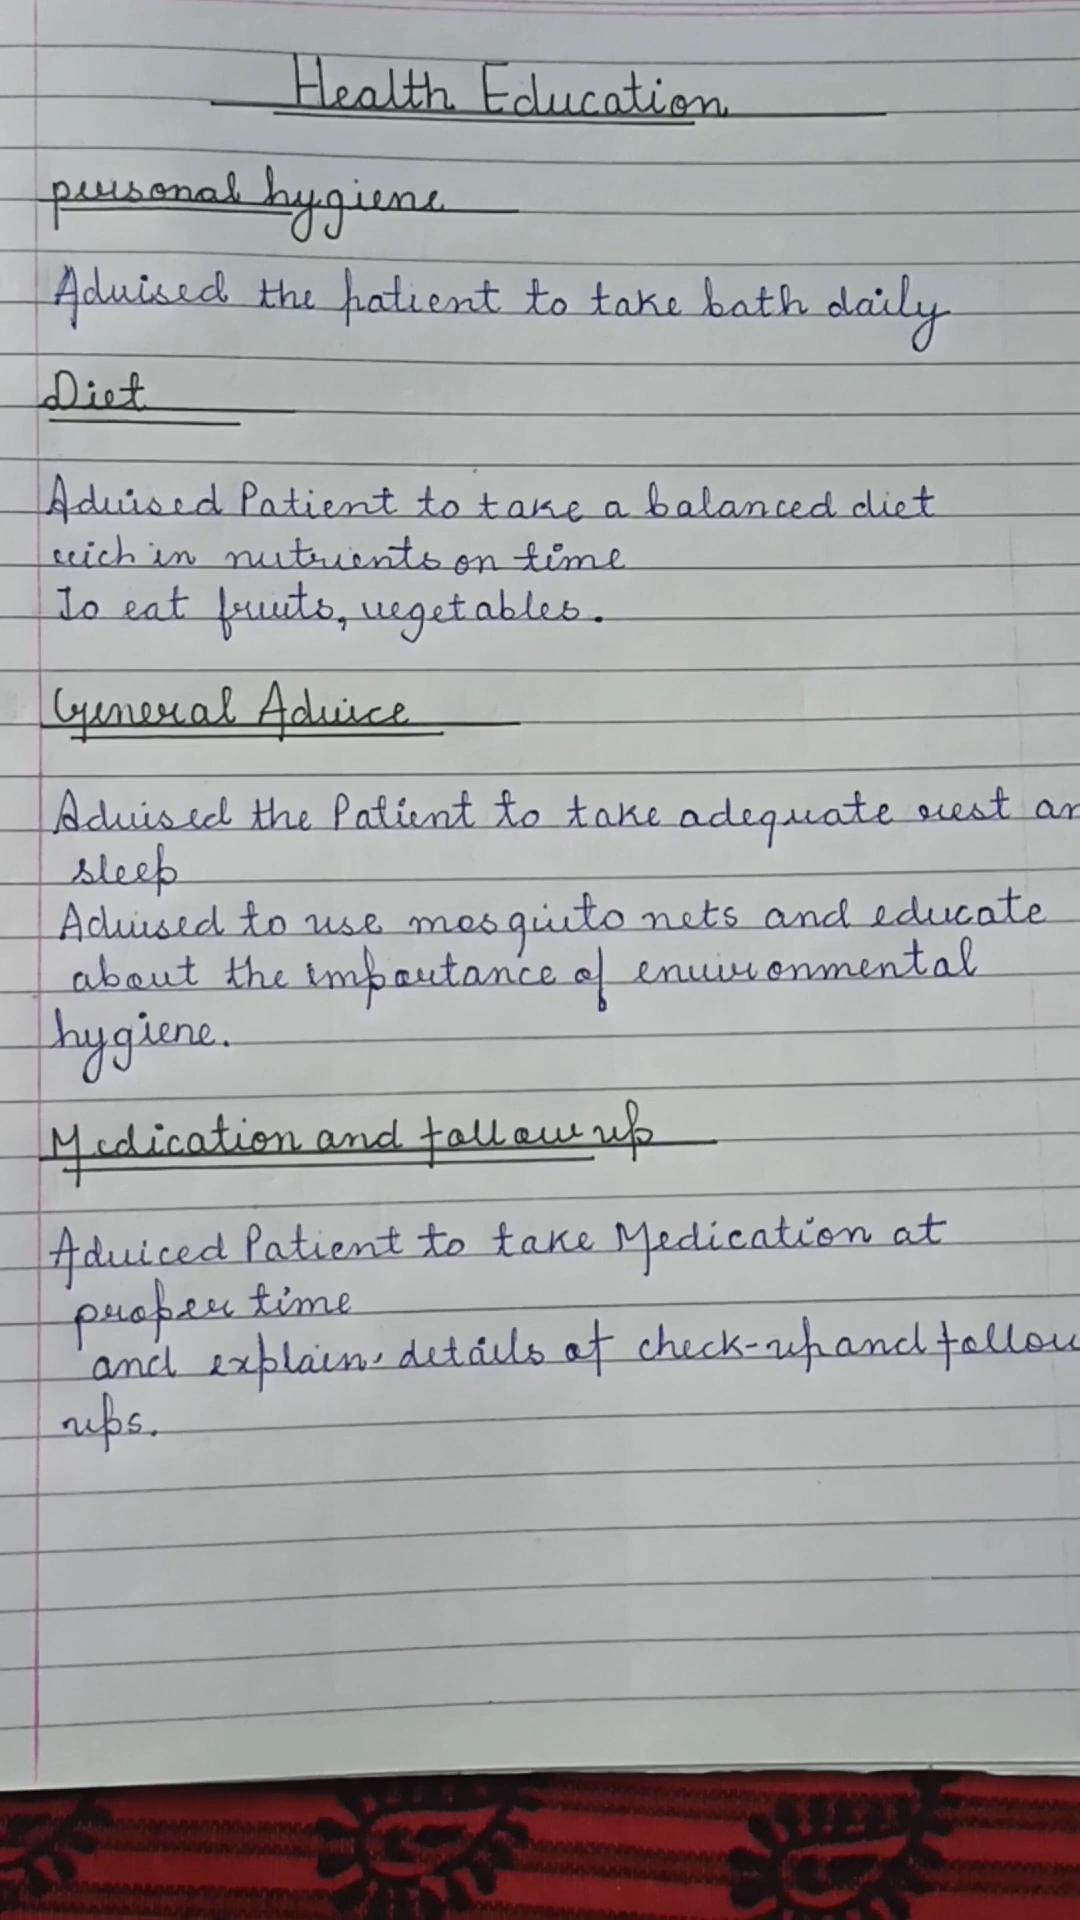 Health Education
personal hygiene
Advised the patient to take bath daily
Diet
Advised Patient to take a balanced diet
rich in nutrients on time
To eat fruits, vegetables.
General Advice
Advised the Patient to take adequate rest an
sleep
Advised to use mosquito nets and educate
about the importance of environmental
hygiene.
Medication and follow up
Adviced Patient to take Medication at
proper time
and explain details of check-up and follow
ups.